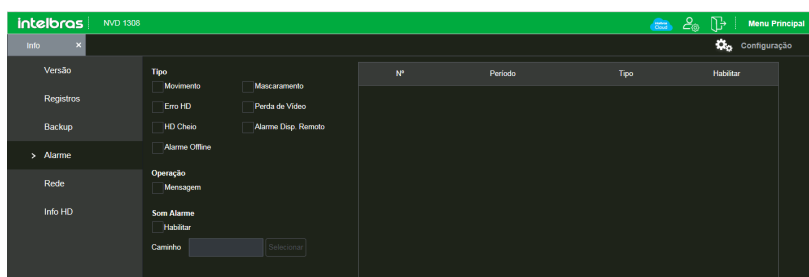 intelbras NVD 1308 intelbras Cloud Menu Principal
Info × Configuração
Versão
Registros
Backup
> Alarme
Rede
Info HD
Tipo
Movimento Mascaramento
Erro HD Perda de Vídeo
HD Cheio Alarme Disp. Remoto
Alarme Offline
Operação
Mensagem
Som Alarme
Habilitar
Caminho Selecionar
Nº Período Tipo Habilitar